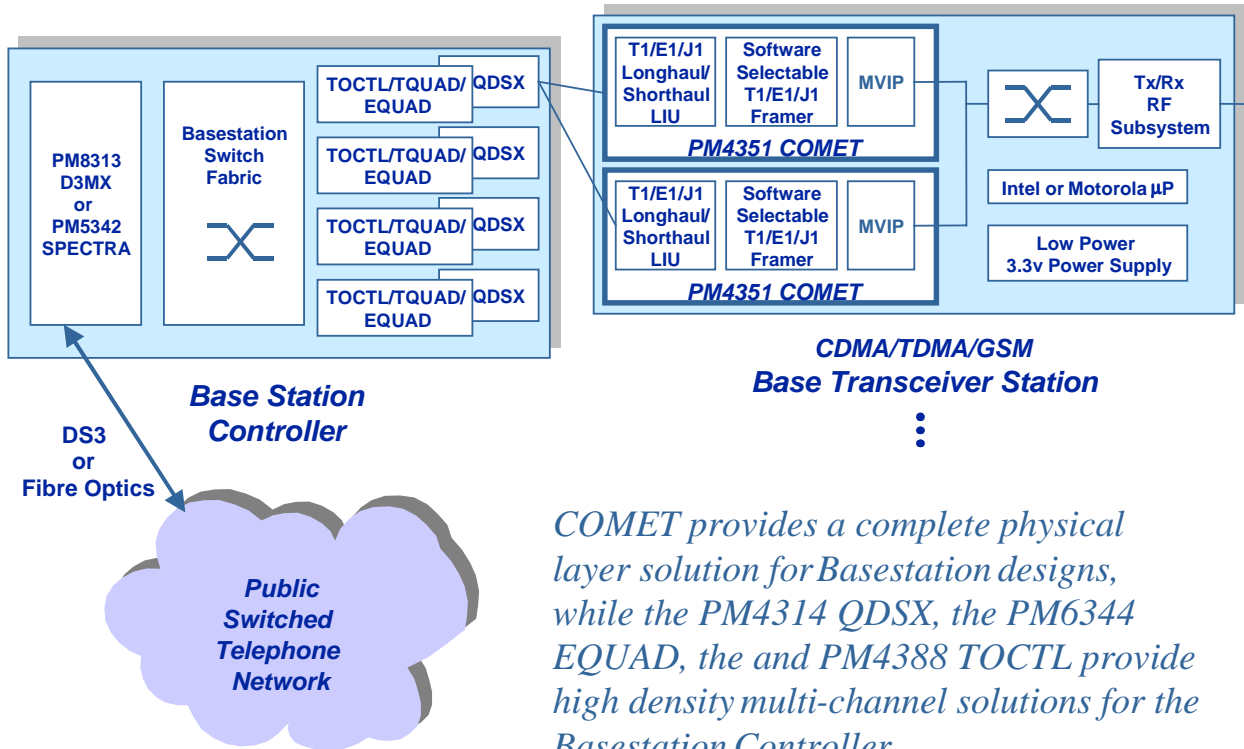 PM8313
D3MX
or
PM5342
SPECTRA
Basestation
Switch
Fabric
TOCTL/TQUAD/
EQUAD
QDSX
TOCTL/TQUAD/
EQUAD
QDSX
TOCTL/TQUAD/
EQUAD
QDSX
TOCTL/TQUAD/
EQUAD
QDSX
Base Station
Controller
T1/E1/J1
Longhaul/
Shorthaul
LIU
Software
Selectable
T1/E1/J1
Framer
MVIP
PM4351 COMET
T1/E1/J1
Longhaul/
Shorthaul
LIU
Software
Selectable
T1/E1/J1
Framer
MVIP
PM4351 COMET
Tx/Rx
RF
Subsystem
Intel or Motorola µP
Low Power
3.3v Power Supply
CDMA/TDMA/GSM
Base Transceiver Station
DS3
or
Fibre Optics
Public
Switched
Telephone
Network
COMET provides a complete physical
layer solution for Basestation designs,
while the PM4314 QDSX, the PM6344
EQUAD, the and PM4388 TOCTL provide
high density multi-channel solutions for the
Basestation Controller